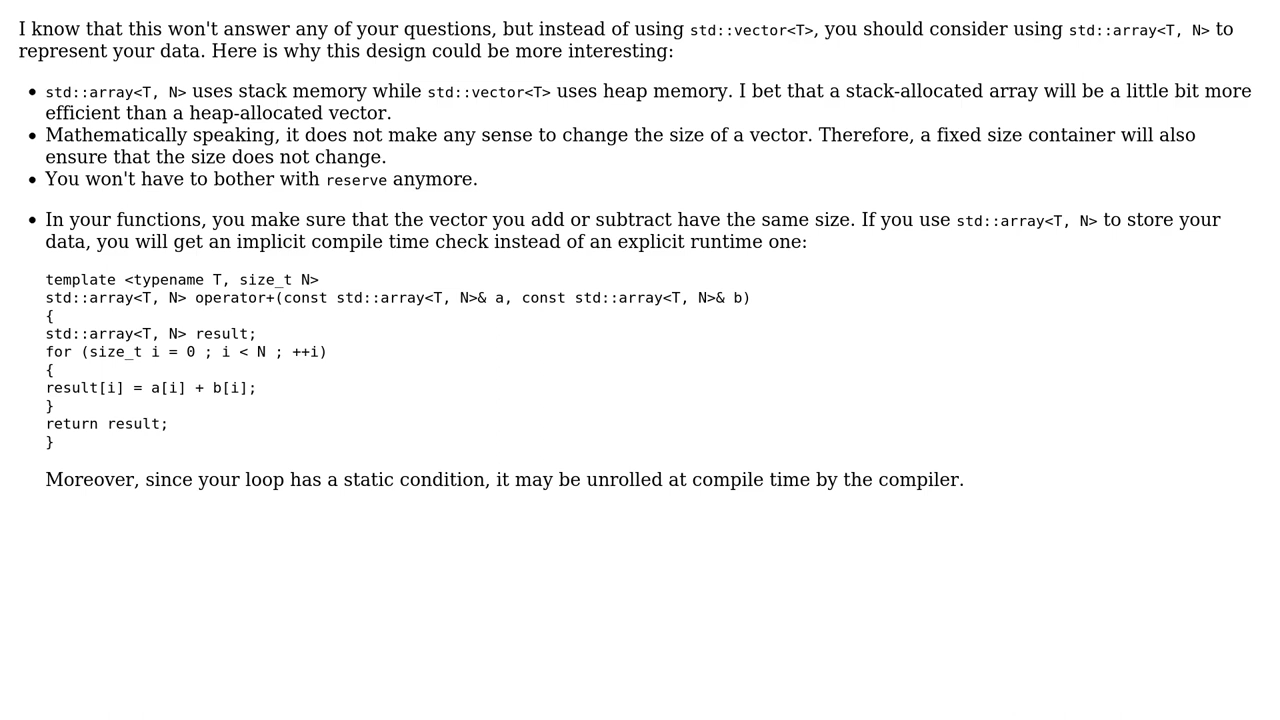 I know that this won't answer any of your questions, but instead of using std::vector<T>, you should consider using std::array<T, N> to
represent your data. Here is why this design could be more interesting:
• std::array<T, N> uses stack memory while std::vector<T> uses heap memory. I bet that a stack-allocated array will be a little bit more
efficient than a heap-allocated vector.
• Mathematically speaking, it does not make any sense to change the size of a vector. Therefore, a fixed size container will also
ensure that the size does not change.
• You won't have to bother with reserve anymore.
• In your functions, you make sure that the vector you add or subtract have the same size. If you use std::array<T, N> to store your
data, you will get an implicit compile time check instead of an explicit runtime one:
template <typename T, size_t N>
std::array<T, N> operator+(const std::array<T, N>& a, const std::array<T, N>& b)
{
std::array<T, N> result;
for (size_t i = 0 ; i < N ; ++i)
{
result[i] = a[i] + b[i];
}
return result;
}
Moreover, since your loop has a static condition, it may be unrolled at compile time by the compiler.